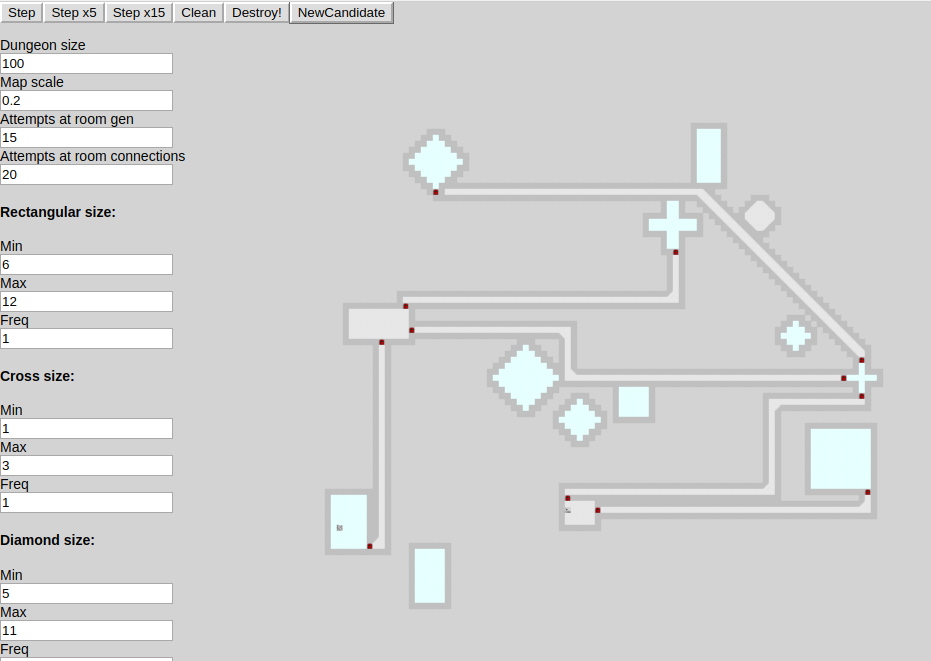 Step Step x5 Step x15 Clean Destroy! NewCandidate
Dungeon size
100
Map scale
0.2
Attempts at room gen
15
Attempts at room connections
20
Rectangular size:
Min
6
Max
12
Freq
1
Cross size:
Min
1
Max
3
Freq
1
Diamond size:
Min
5
Max
11
Freq